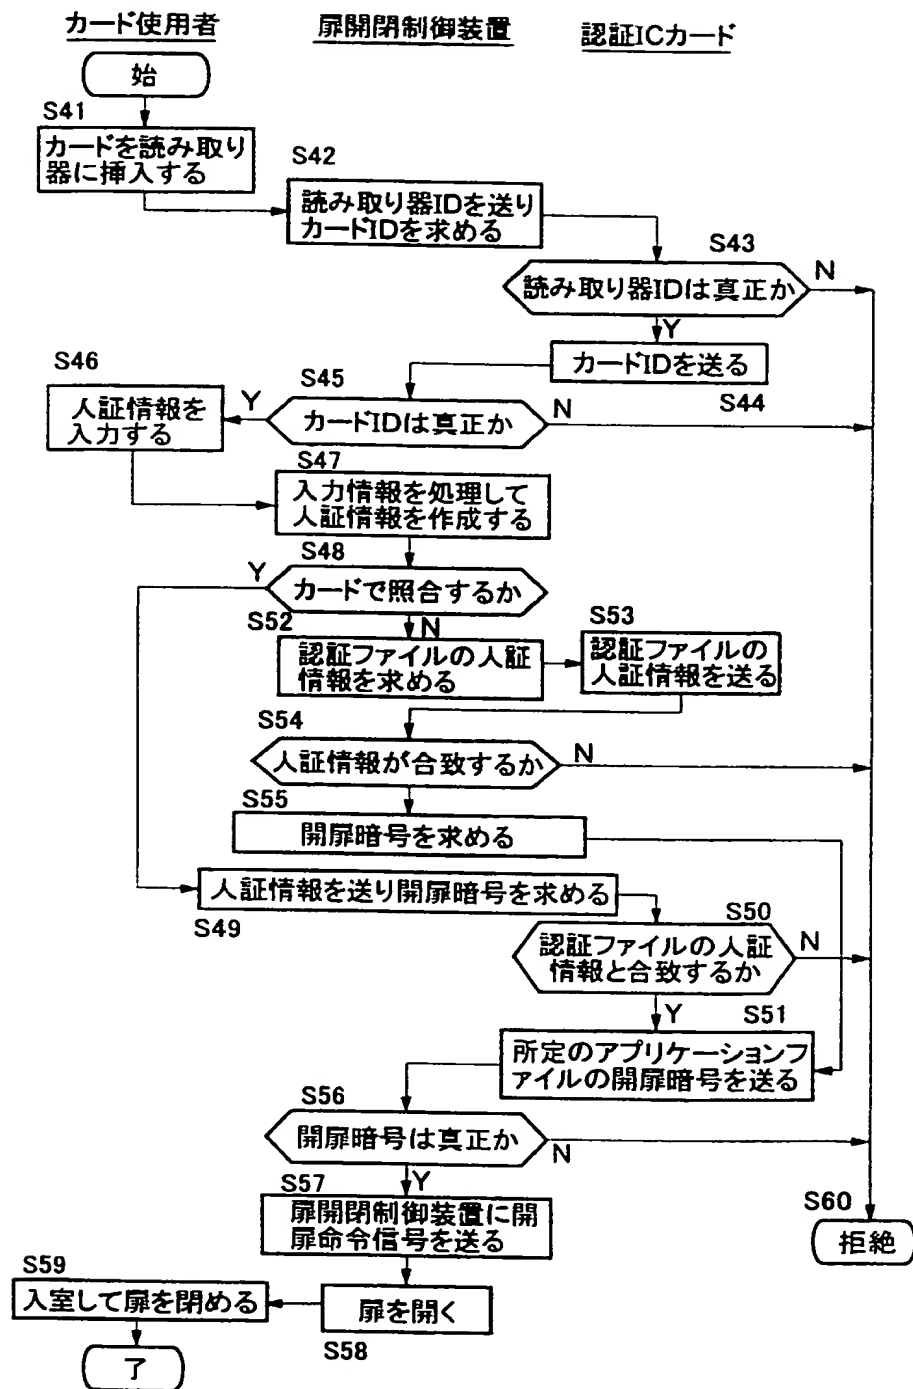 カード使用者
扉開閉制御装置
認証ICカード
始
S41
カードを読み取り
器に挿入する
S42
読み取り器IDを送り
カードIDを求める
S43
読み取り器IDは真正か
N
Y
カードIDを送る
S44
S45
カードIDは真正か
Y
N
S46
人証情報を
入力する
S47
入力情報を処理して
人証情報を作成する
S48
カードで照合するか
Y
N
S52
認証ファイルの人証
情報を求める
S53
認証ファイルの
人証情報を送る
S54
人証情報が合致するか
N
S55
開扉暗号を求める
人証情報を送り開扉暗号を求める
S49
S50
認証ファイルの人証
情報と合致するか
N
Y
S51
所定のアプリケーションフ
ァイルの開扉暗号を送る
S56
開扉暗号は真正か
N
Y
S57
扉開閉制御装置に開
扉命令信号を送る
S60
拒絶
S59
入室して扉を閉める
扉を開く
S58
了